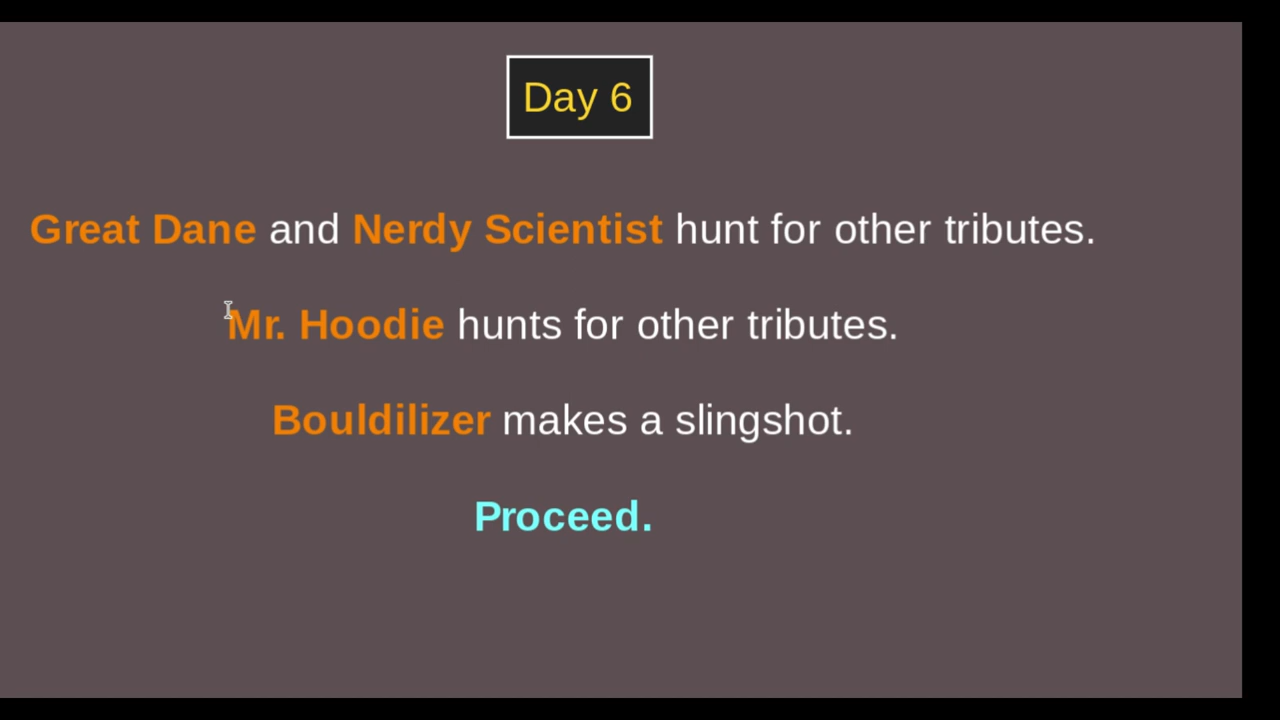 Day 6
Great Dane and Nerdy Scientist hunt for other tributes.
Mr. Hoodie hunts for other tributes.
Bouldilizer makes a slingshot.
Proceed.